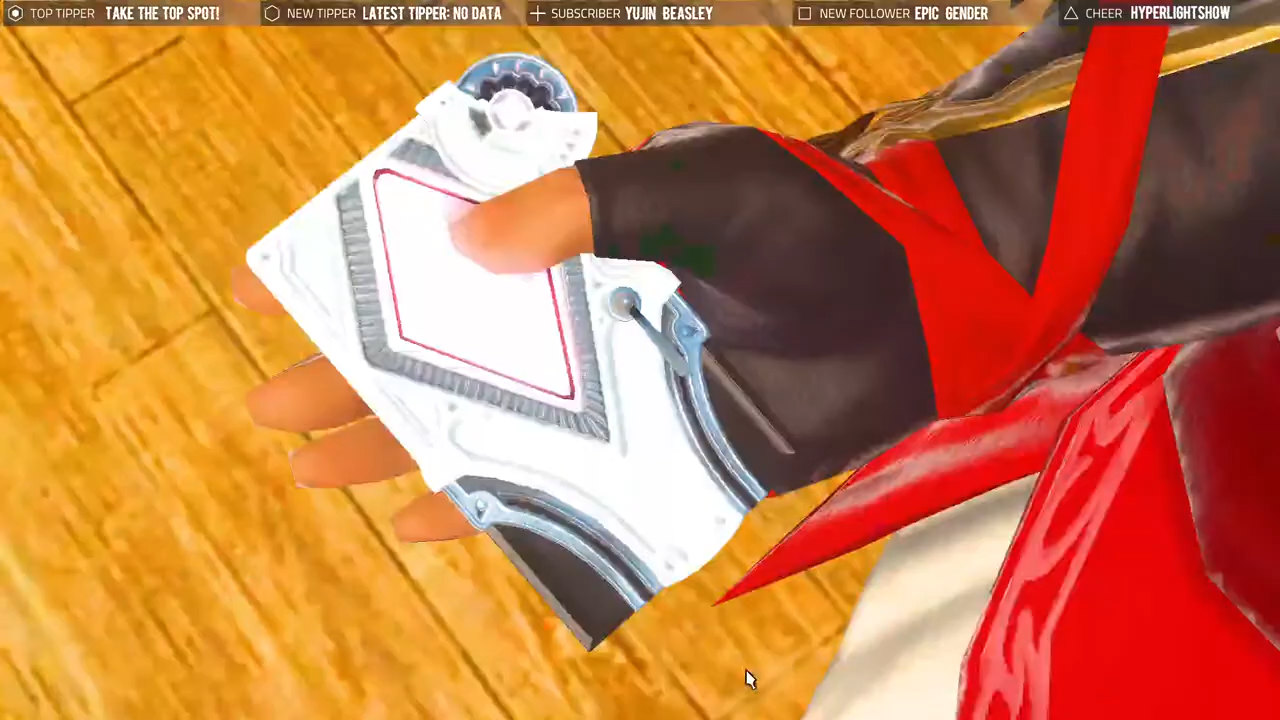 TOP TIPPER TAKE THE TOP SPOT! NEW TIPPER LATEST TIPPER: NO DATA SUBSCRIBER YUJIN BEASLEY NEW FOLLOWER EPIC GENDER CHEER HYPERLIGHTSHOW